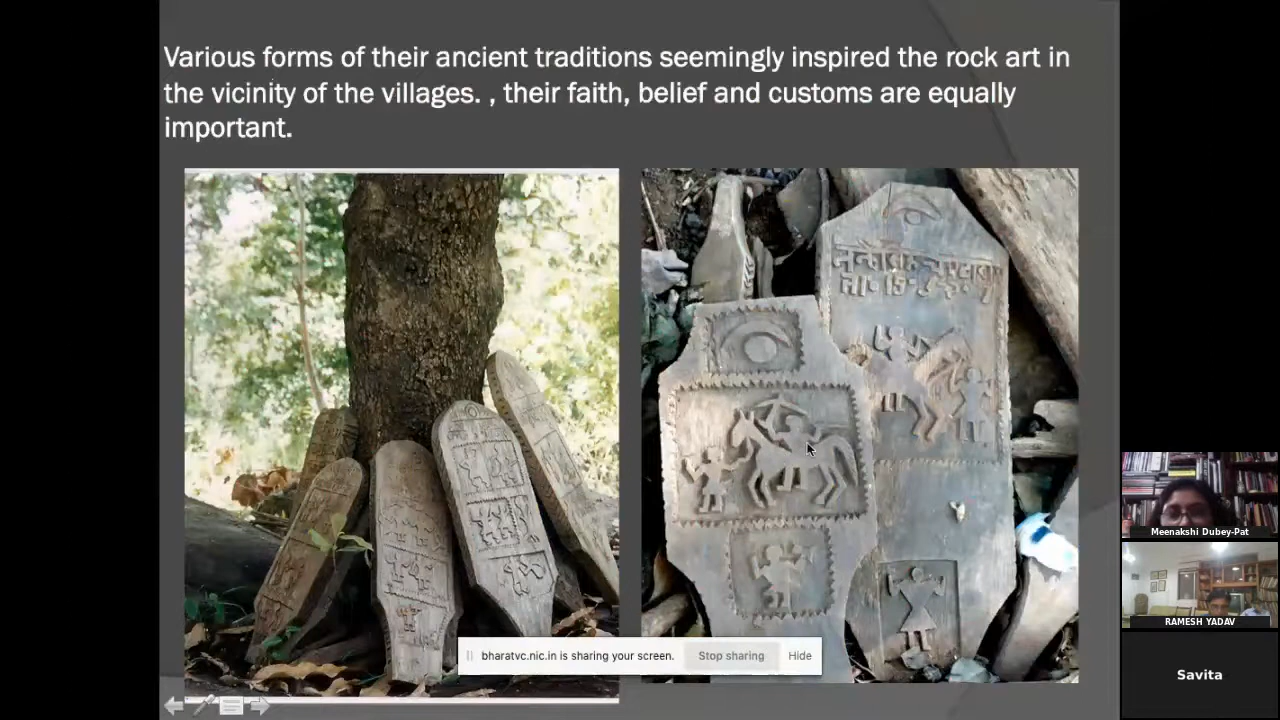 Various forms of their ancient traditions seemingly inspired the rock art in
the vicinity of the villages. , their faith, belief and customs are equally
important.
bharatvc.nic.in is sharing your screen.
Stop sharing
Hide
Meenakshi Dubey-Pat
RAMESH YADAV
Savita